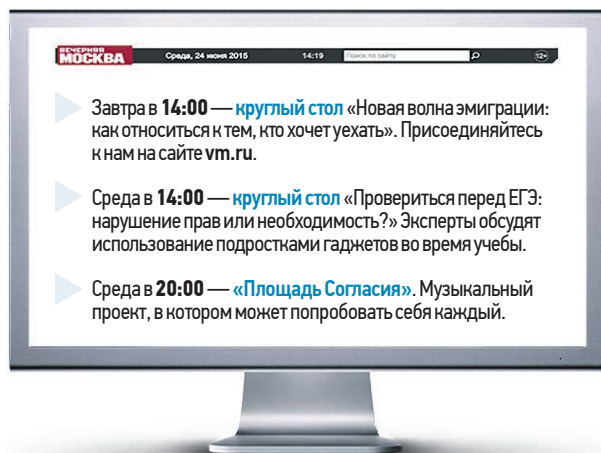 ВЕЧЕРНЯЯ
МОСКВА Среда, 24 июня 2015 14:19 Поиск по сайту 12+
Завтра в 14:00 — круглый стол «Новая волна эмиграции:
как относиться к тем, кто хочет уехать». Присоединяйтесь
к нам на сайте vm.ru.
Среда в 14:00 — круглый стол «Провериться перед ЕГЭ:
нарушение прав или необходимость?» Эксперты обсудят
использование подростками гаджетов во время учебы.
Среда в 20:00 — «Площадь Согласия». Музыкальный
проект, в котором может попробовать себя каждый.